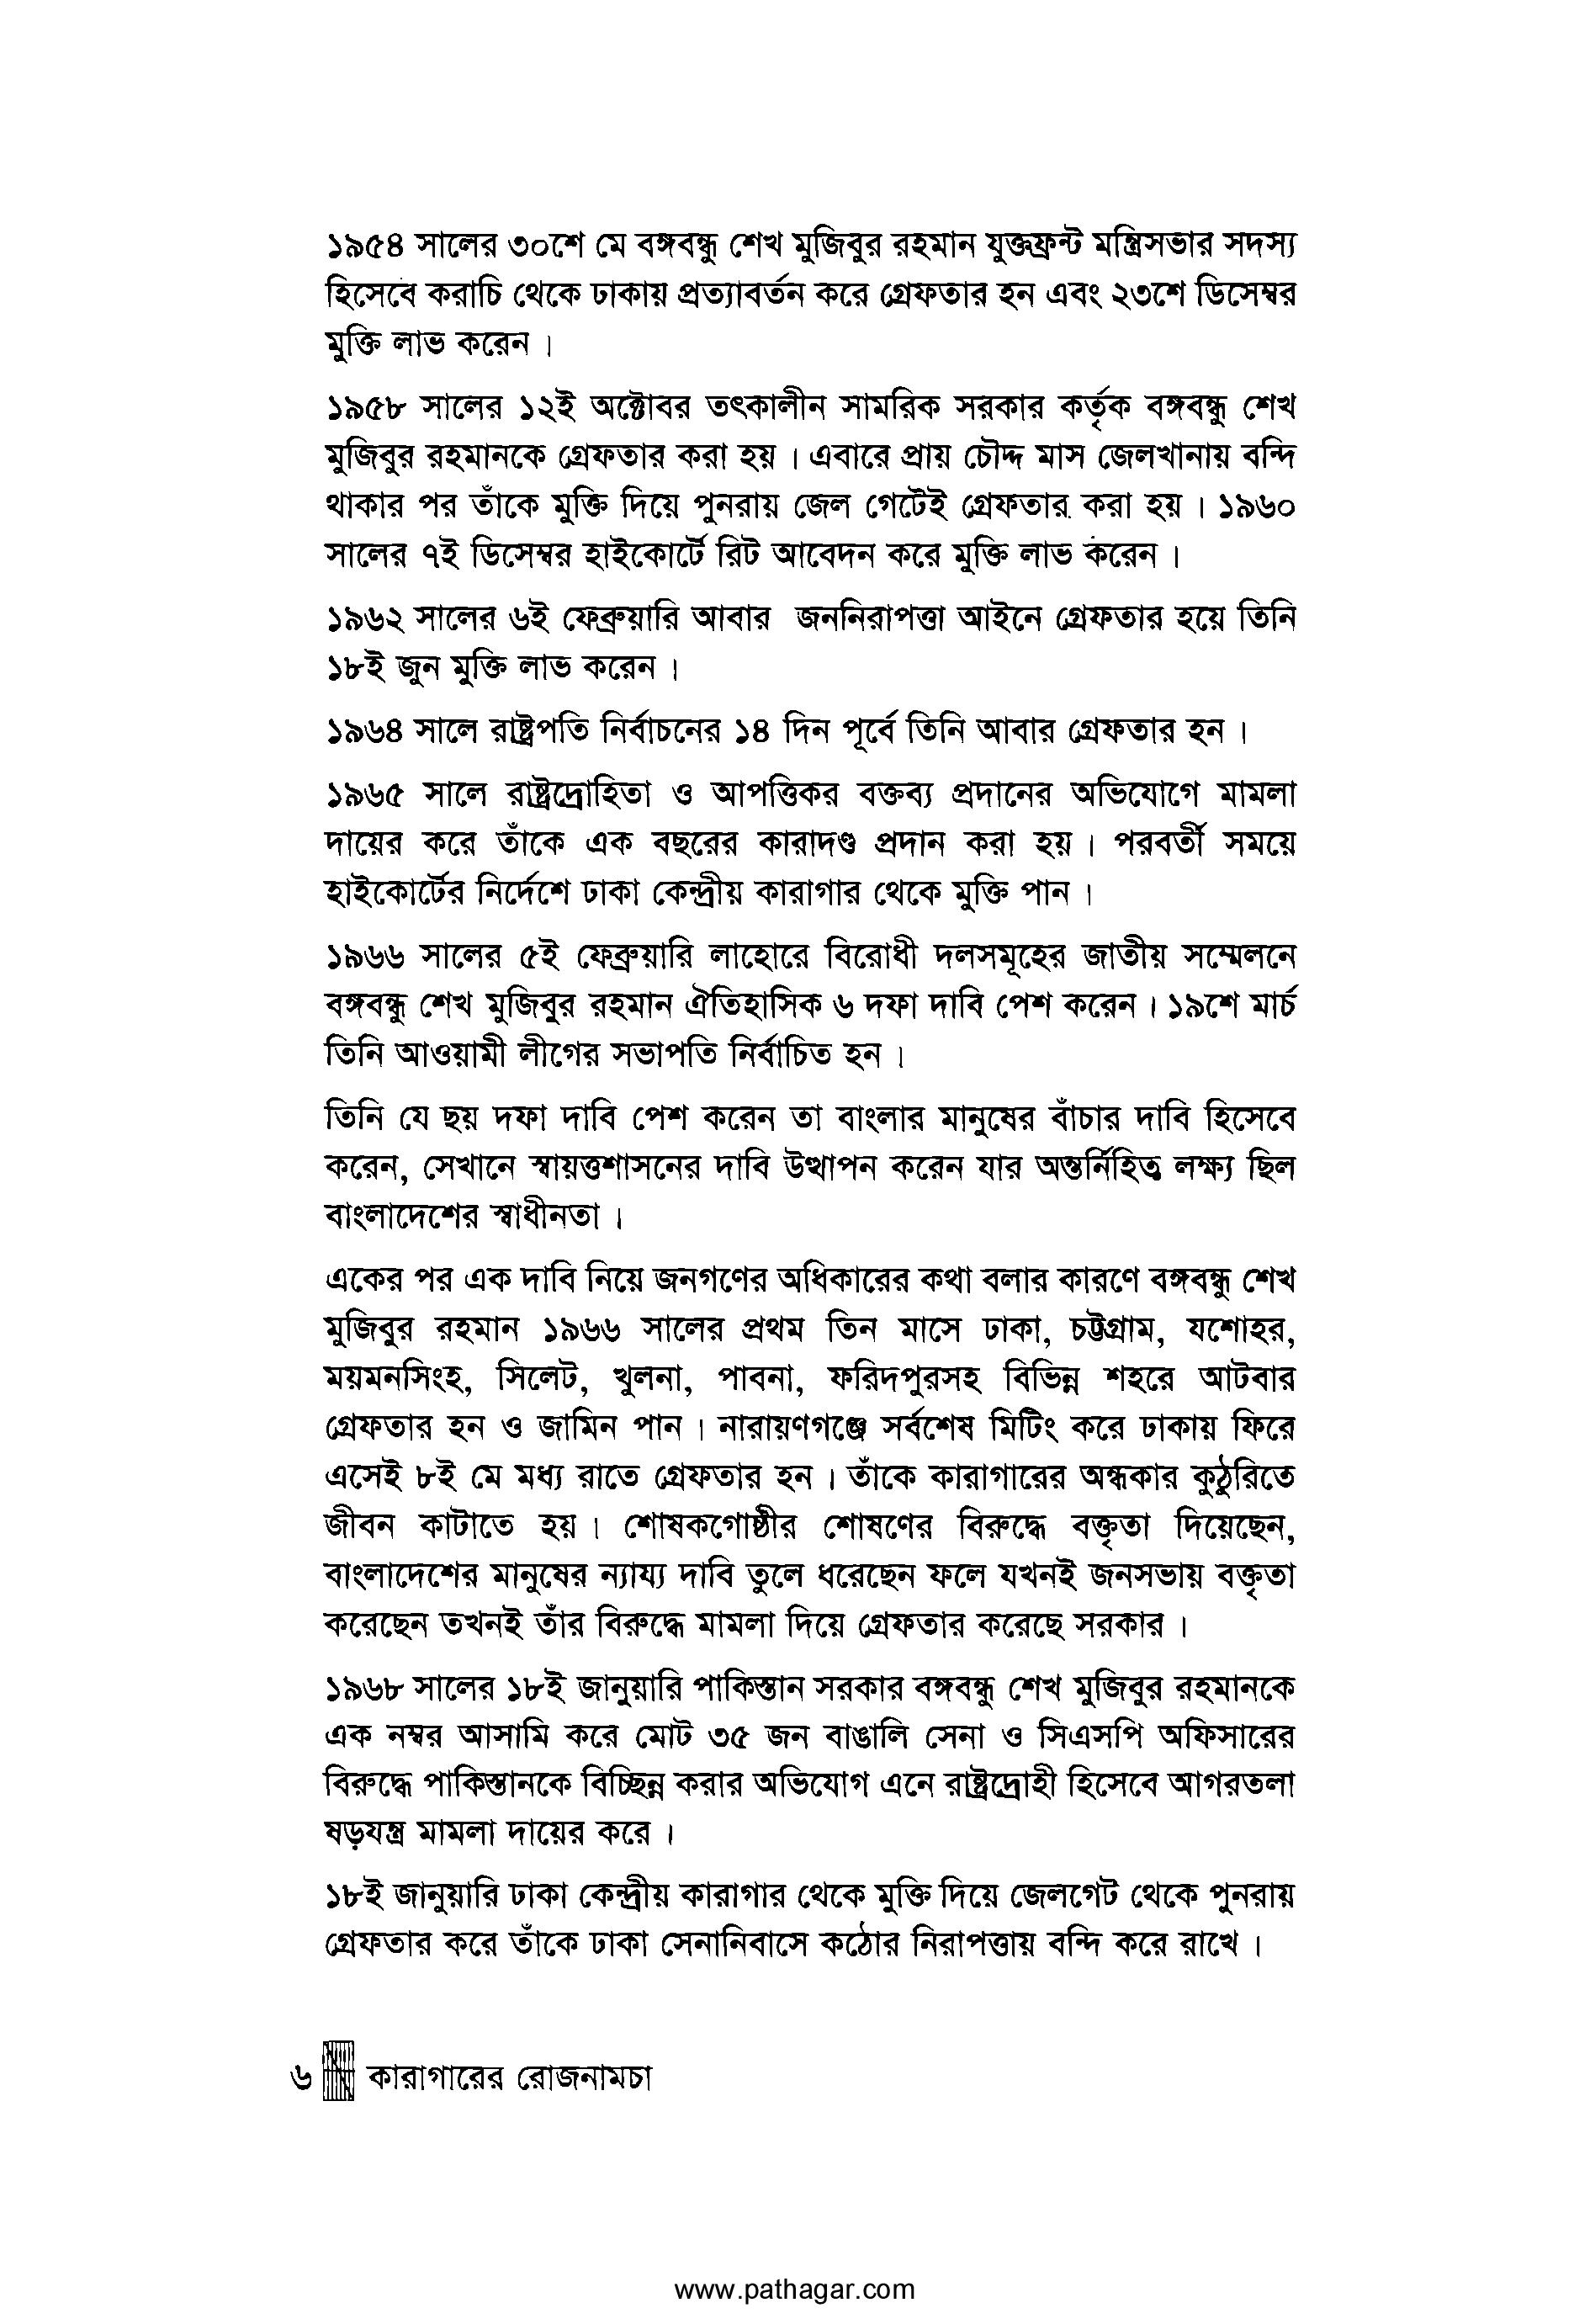 ১৯৫৪ সালের ৩০শে মে বঙ্গবন্ধু শেখ মুজিবুর রহমান যুক্তফ্রন্ট মন্ত্রিসভার সদস্য
হিসেবে করাচি থেকে ঢাকায় প্রত্যাবর্তন করে গ্রেফতার হন এবং ২৩শে ডিসেম্বর
মুক্তি লাভ করেন ।
১৯৫৮ সালের ১২ই অক্টোবর তৎকালীন সামরিক সরকার কর্তৃক বঙ্গবন্ধু শেখ
মুজিবুর রহমানকে গ্রেফতার করা হয় । এবারে প্রায় চৌদ্দ মাস জেলখানায় বন্দি
থাকার পর তাঁকে মুক্তি দিয়ে পুনরায় জেল গেটেই গ্রেফতার করা হয় । ১৯৬০
সালের ৭ই ডিসেম্বর হাইকোর্টে রিট আবেদন করে মুক্তি লাভ করেন ।
১৯৬২ সালের ৬ই ফেব্রুয়ারি আবার জননিরাপত্তা আইনে গ্রেফতার হয়ে তিনি
১৮ই জুন মুক্তি লাভ করেন ।
১৯৬৪ সালে রাষ্ট্রপতি নির্বাচনের ১৪ দিন পূর্বে তিনি আবার গ্রেফতার হন ।
১৯৬৫ সালে রাষ্ট্রদ্রোহিতা ও আপত্তিকর বক্তব্য প্রদানের অভিযোগে মামলা
দায়ের করে তাঁকে এক বছরের কারাদণ্ড প্রদান করা হয় । পরবর্তী সময়ে
হাইকোর্টের নির্দেশে ঢাকা কেন্দ্রীয় কারাগার থেকে মুক্তি পান ।
১৯৬৬ সালের ৫ই ফেব্রুয়ারি লাহোরে বিরোধী দলসমূহের জাতীয় সম্মেলনে
বঙ্গবন্ধু শেখ মুজিবুর রহমান ঐতিহাসিক ৬ দফা দাবি পেশ করেন । ১৯শে মার্চ
তিনি আওয়ামী লীগের সভাপতি নির্বাচিত হন ।
তিনি যে ছয় দফা দাবি পেশ করেন তা বাংলার মানুষের বাঁচার দাবি হিসেবে
করেন, সেখানে স্বায়ত্তশাসনের দাবি উত্থাপন করেন যার অন্তর্নিহিত লক্ষ্য ছিল
বাংলাদেশের স্বাধীনতা ।
একের পর এক দাবি নিয়ে জনগণের অধিকারের কথা বলার কারণে বঙ্গবন্ধু শেখ
মুজিবুর রহমান ১৯৬৬ সালের প্রথম তিন মাসে ঢাকা, চট্টগ্রাম, যশোহর,
ময়মনসিংহ, সিলেট, খুলনা, পাবনা, ফরিদপুরসহ বিভিন্ন শহরে আটবার
গ্রেফতার হন ও জামিন পান । নারায়ণগঞ্জে সর্বশেষ মিটিং করে ঢাকায় ফিরে
এসেই ৮ই মে মধ্য রাতে গ্রেফতার হন । তাঁকে কারাগারের অন্ধকার কুঠুরিতে
জীবন কাটাতে হয় । শোষকগোষ্ঠীর শোষণের বিরুদ্ধে বক্তৃতা দিয়েছেন,
বাংলাদেশের মানুষের ন্যায্য দাবি তুলে ধরেছেন ফলে যখনই জনসভায় বক্তৃতা
করেছেন তখনই তাঁর বিরুদ্ধে মামলা দিয়ে গ্রেফতার করেছে সরকার ।
১৯৬৮ সালের ১৮ই জানুয়ারি পাকিস্তান সরকার বঙ্গবন্ধু শেখ মুজিবুর রহমানকে
এক নম্বর আসামি করে মোট ৩৫ জন বাঙালি সেনা ও সিএসপি অফিসারের
বিরুদ্ধে পাকিস্তানকে বিচ্ছিন্ন করার অভিযোগ এনে রাষ্ট্রদ্রোহী হিসেবে আগরতলা
ষড়যন্ত্র মামলা দায়ের করে ।
১৮ই জানুয়ারি ঢাকা কেন্দ্রীয় কারাগার থেকে মুক্তি দিয়ে জেলগেট থেকে পুনরায়
গ্রেফতার করে তাঁকে ঢাকা সেনানিবাসে কঠোর নিরাপত্তায় বন্দি করে রাখে ।
৬ কারাগারের রোজনামচা
www.pathagar.com